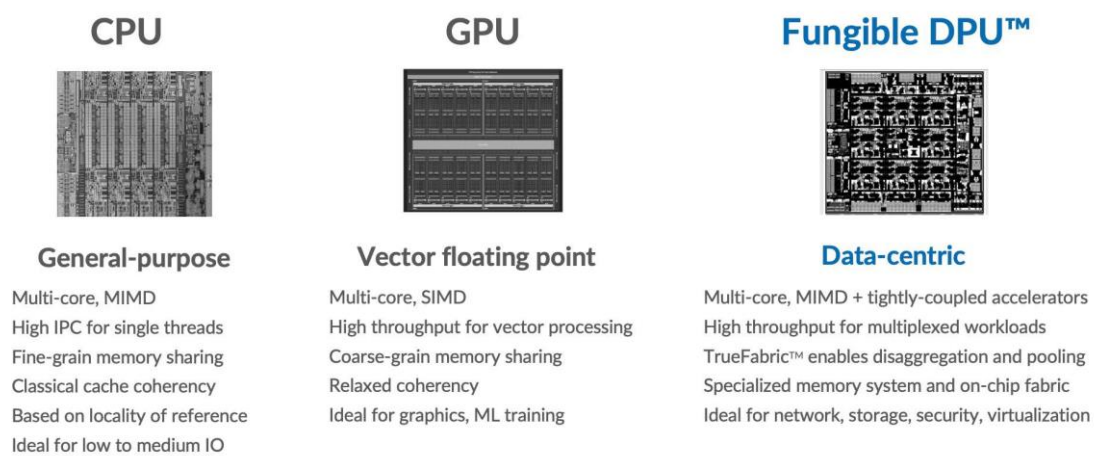 CPU
General-purpose
Multi-core, MIMD
High IPC for single threads
Fine-grain memory sharing
Classical cache coherency
Based on locality of reference
Ideal for low to medium IO
GPU
Vector floating point
Multi-core, SIMD
High throughput for vector processing
Coarse-grain memory sharing
Relaxed coherency
Ideal for graphics, ML training
Fungible DPU™
Data-centric
Multi-core, MIMD + tightly-coupled accelerators
High throughput for multiplexed workloads
TrueFabric™ enables disaggregation and pooling
Specialized memory system and on-chip fabric
Ideal for network, storage, security, virtualization